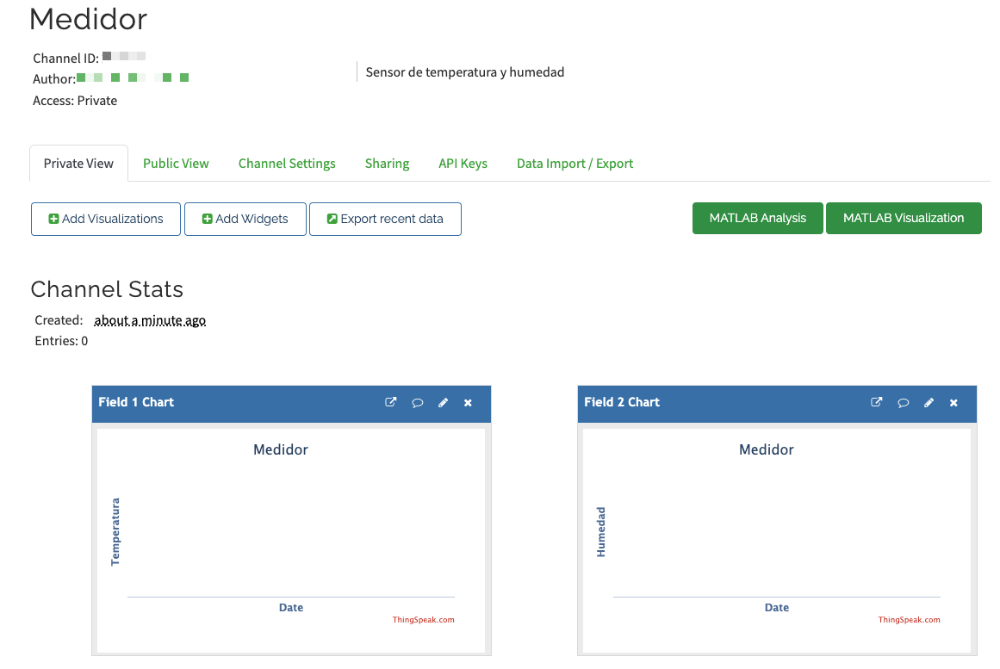 Medidor
Channel ID:
Author:
Access: Private
Sensor de temperatura y humedad
Private View
Public View
Channel Settings
Sharing
API Keys
Data Import / Export
Add Visualizations
Add Widgets
Export recent data
MATLAB Analysis
MATLAB Visualization
Channel Stats
Created: about a minute ago
Entries: 0
Field 1 Chart
Medidor
Temperatura
Date
ThingSpeak.com
Field 2 Chart
Medidor
Humedad
Date
ThingSpeak.com